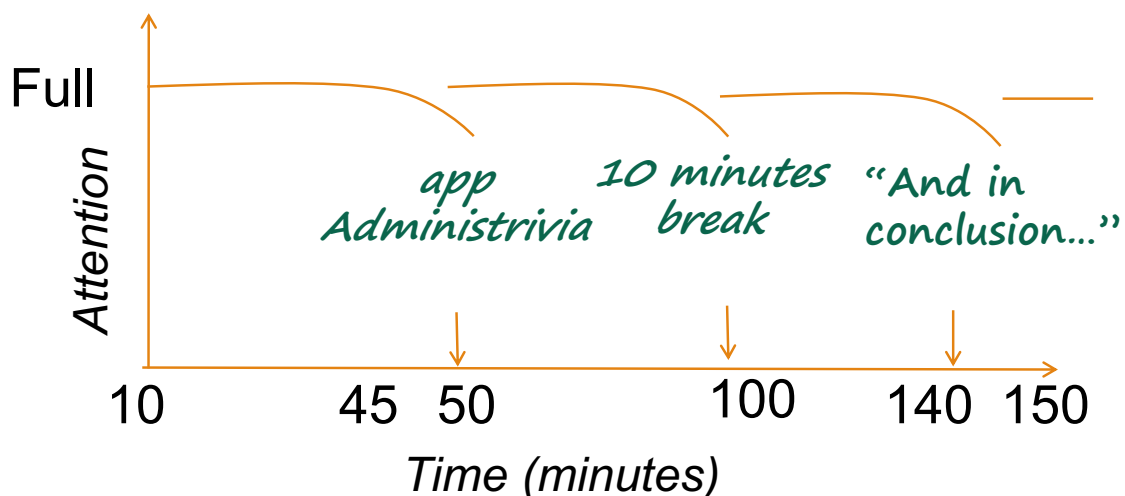 Full
Attention
app
Administrivia
10 minutes
break
“And in
conclusion…”
10 45 50 100 140 150
Time (minutes)